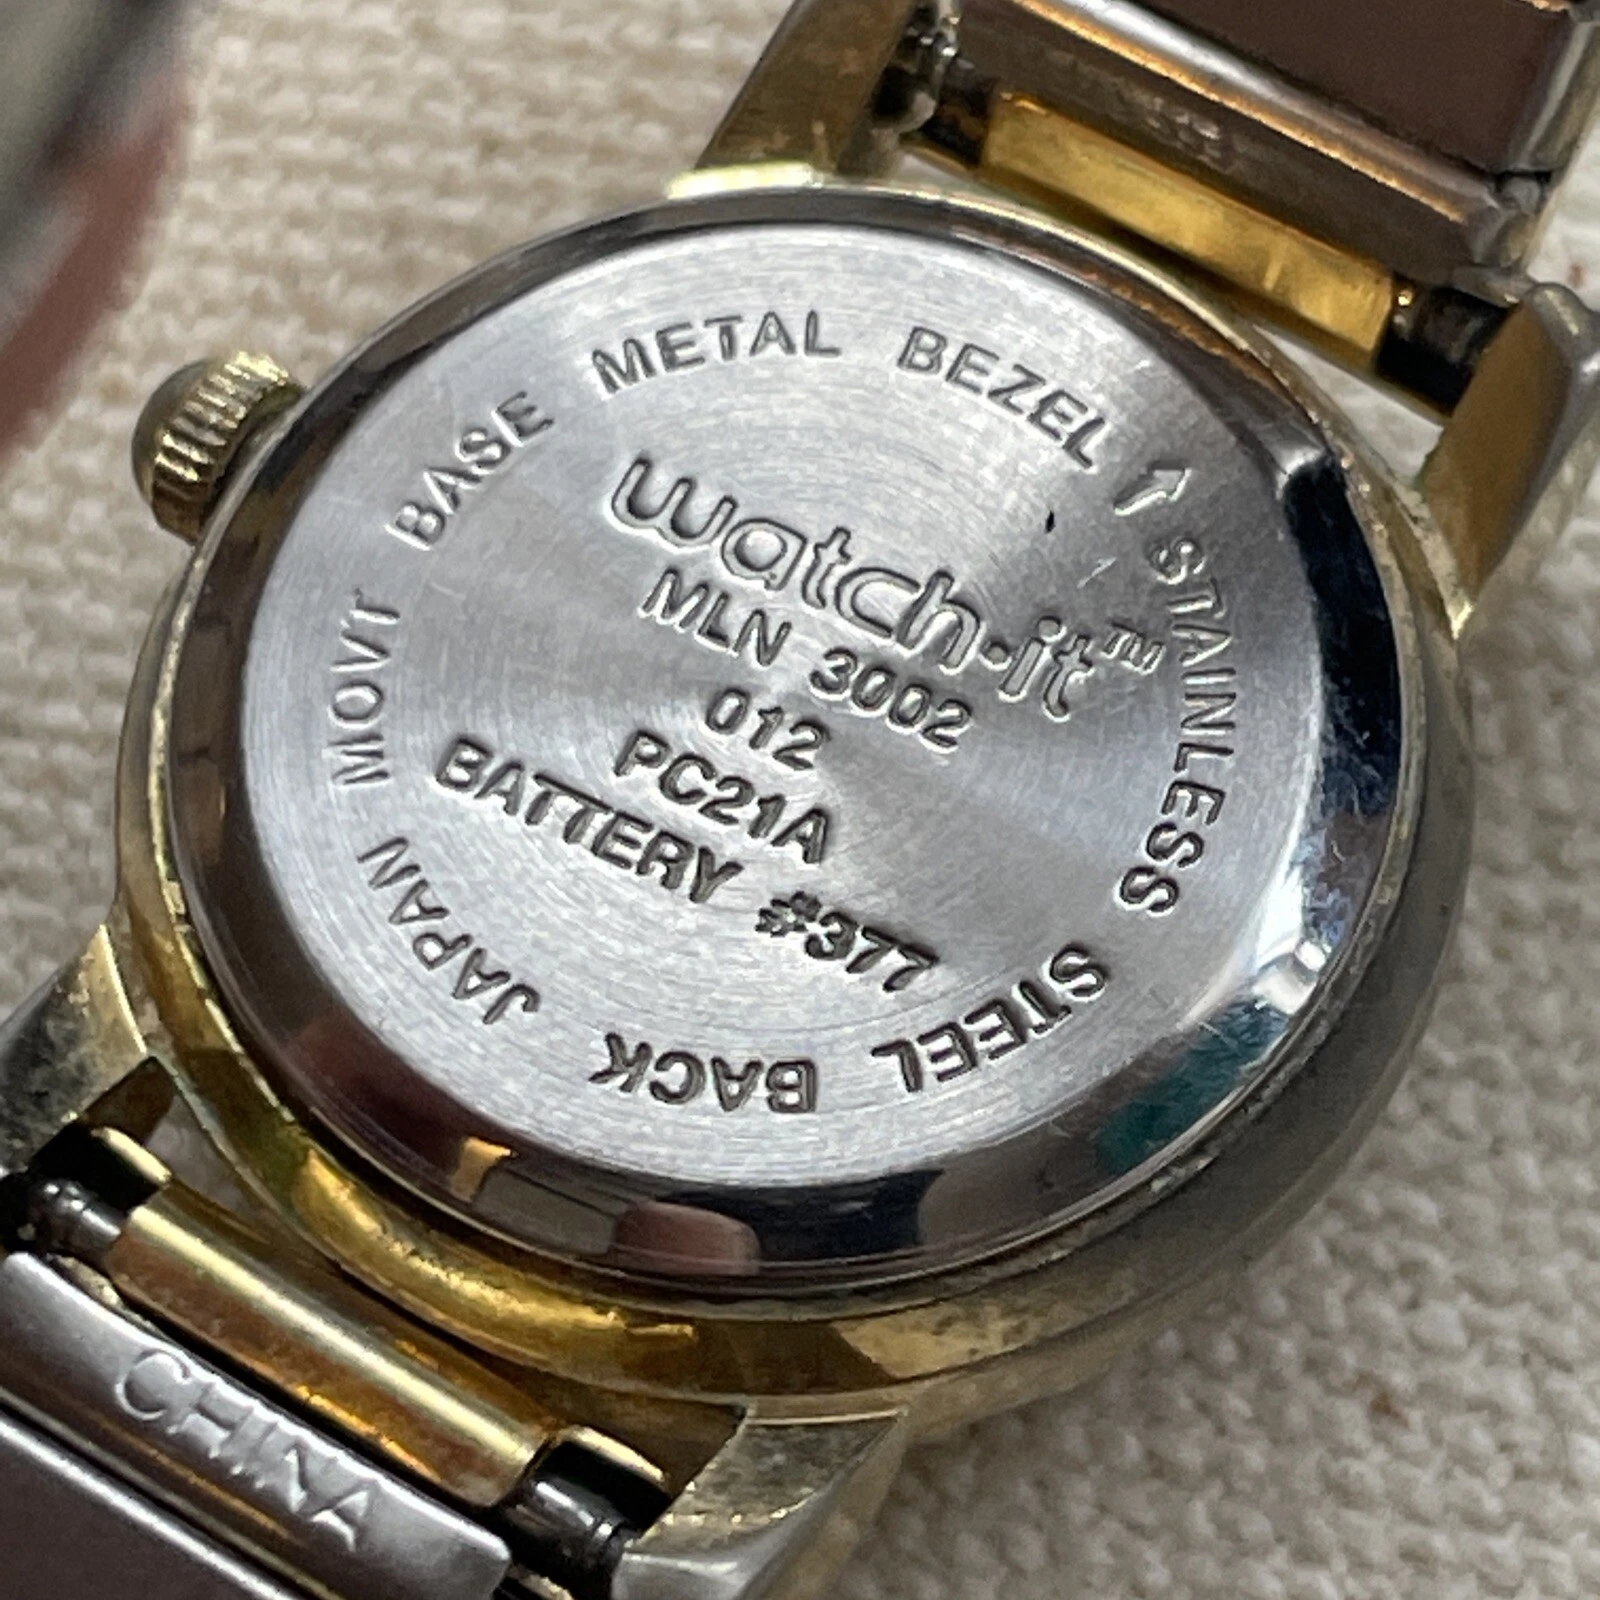 watch·it™
MLN 3002
012
PC21A
BATTERY #377
BASE METAL BEZEL ↑ STAINLESS STEEL BACK JAPAN MOVT
CHINA